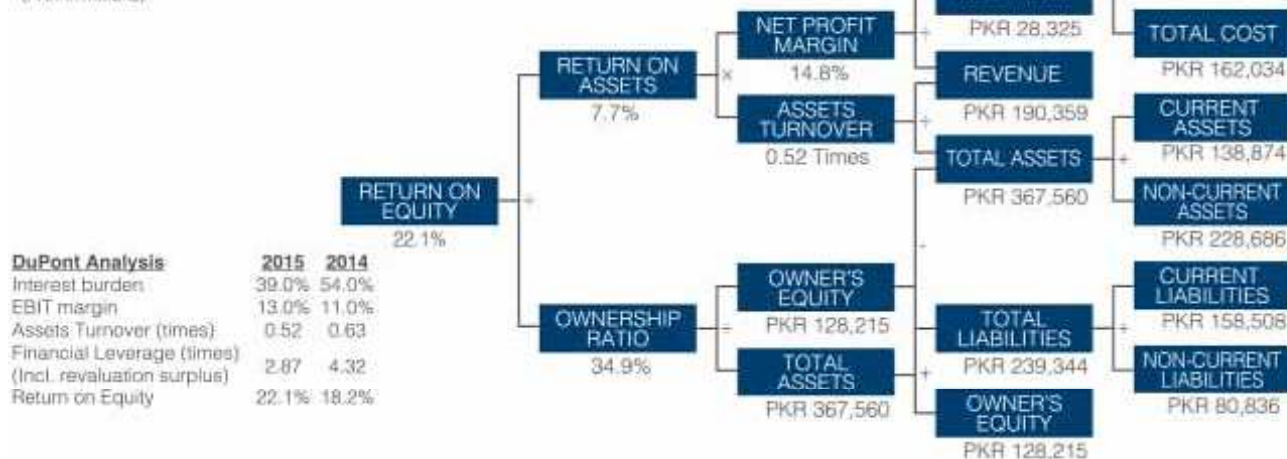 PKR 28,325
TOTAL COST
PKR 162,034
NET PROFIT
MARGIN
14.8%
RETURN ON
ASSETS
7.7%
×
÷
REVENUE
PKR 190,359
ASSETS
TURNOVER
0.52 Times
÷
CURRENT
ASSETS
PKR 138,874
TOTAL ASSETS
PKR 367,560
+
NON-CURRENT
ASSETS
PKR 228,686
RETURN ON
EQUITY
22.1%
÷
-
DuPont Analysis 2015 2014
Interest burden 39.0% 54.0%
EBIT margin 13.0% 11.0%
Assets Turnover (times) 0.52 0.63
Financial Leverage (times)
(Incl. revaluation surplus) 2.87 4.32
Return on Equity 22.1% 18.2%
OWNERSHIP
RATIO
34.9%
÷
OWNER'S
EQUITY
PKR 128,215
TOTAL
ASSETS
PKR 367,560
+
TOTAL
LIABILITIES
PKR 239,344
OWNER'S
EQUITY
PKR 128,215
CURRENT
LIABILITIES
PKR 158,508
+
NON-CURRENT
LIABILITIES
PKR 80,836